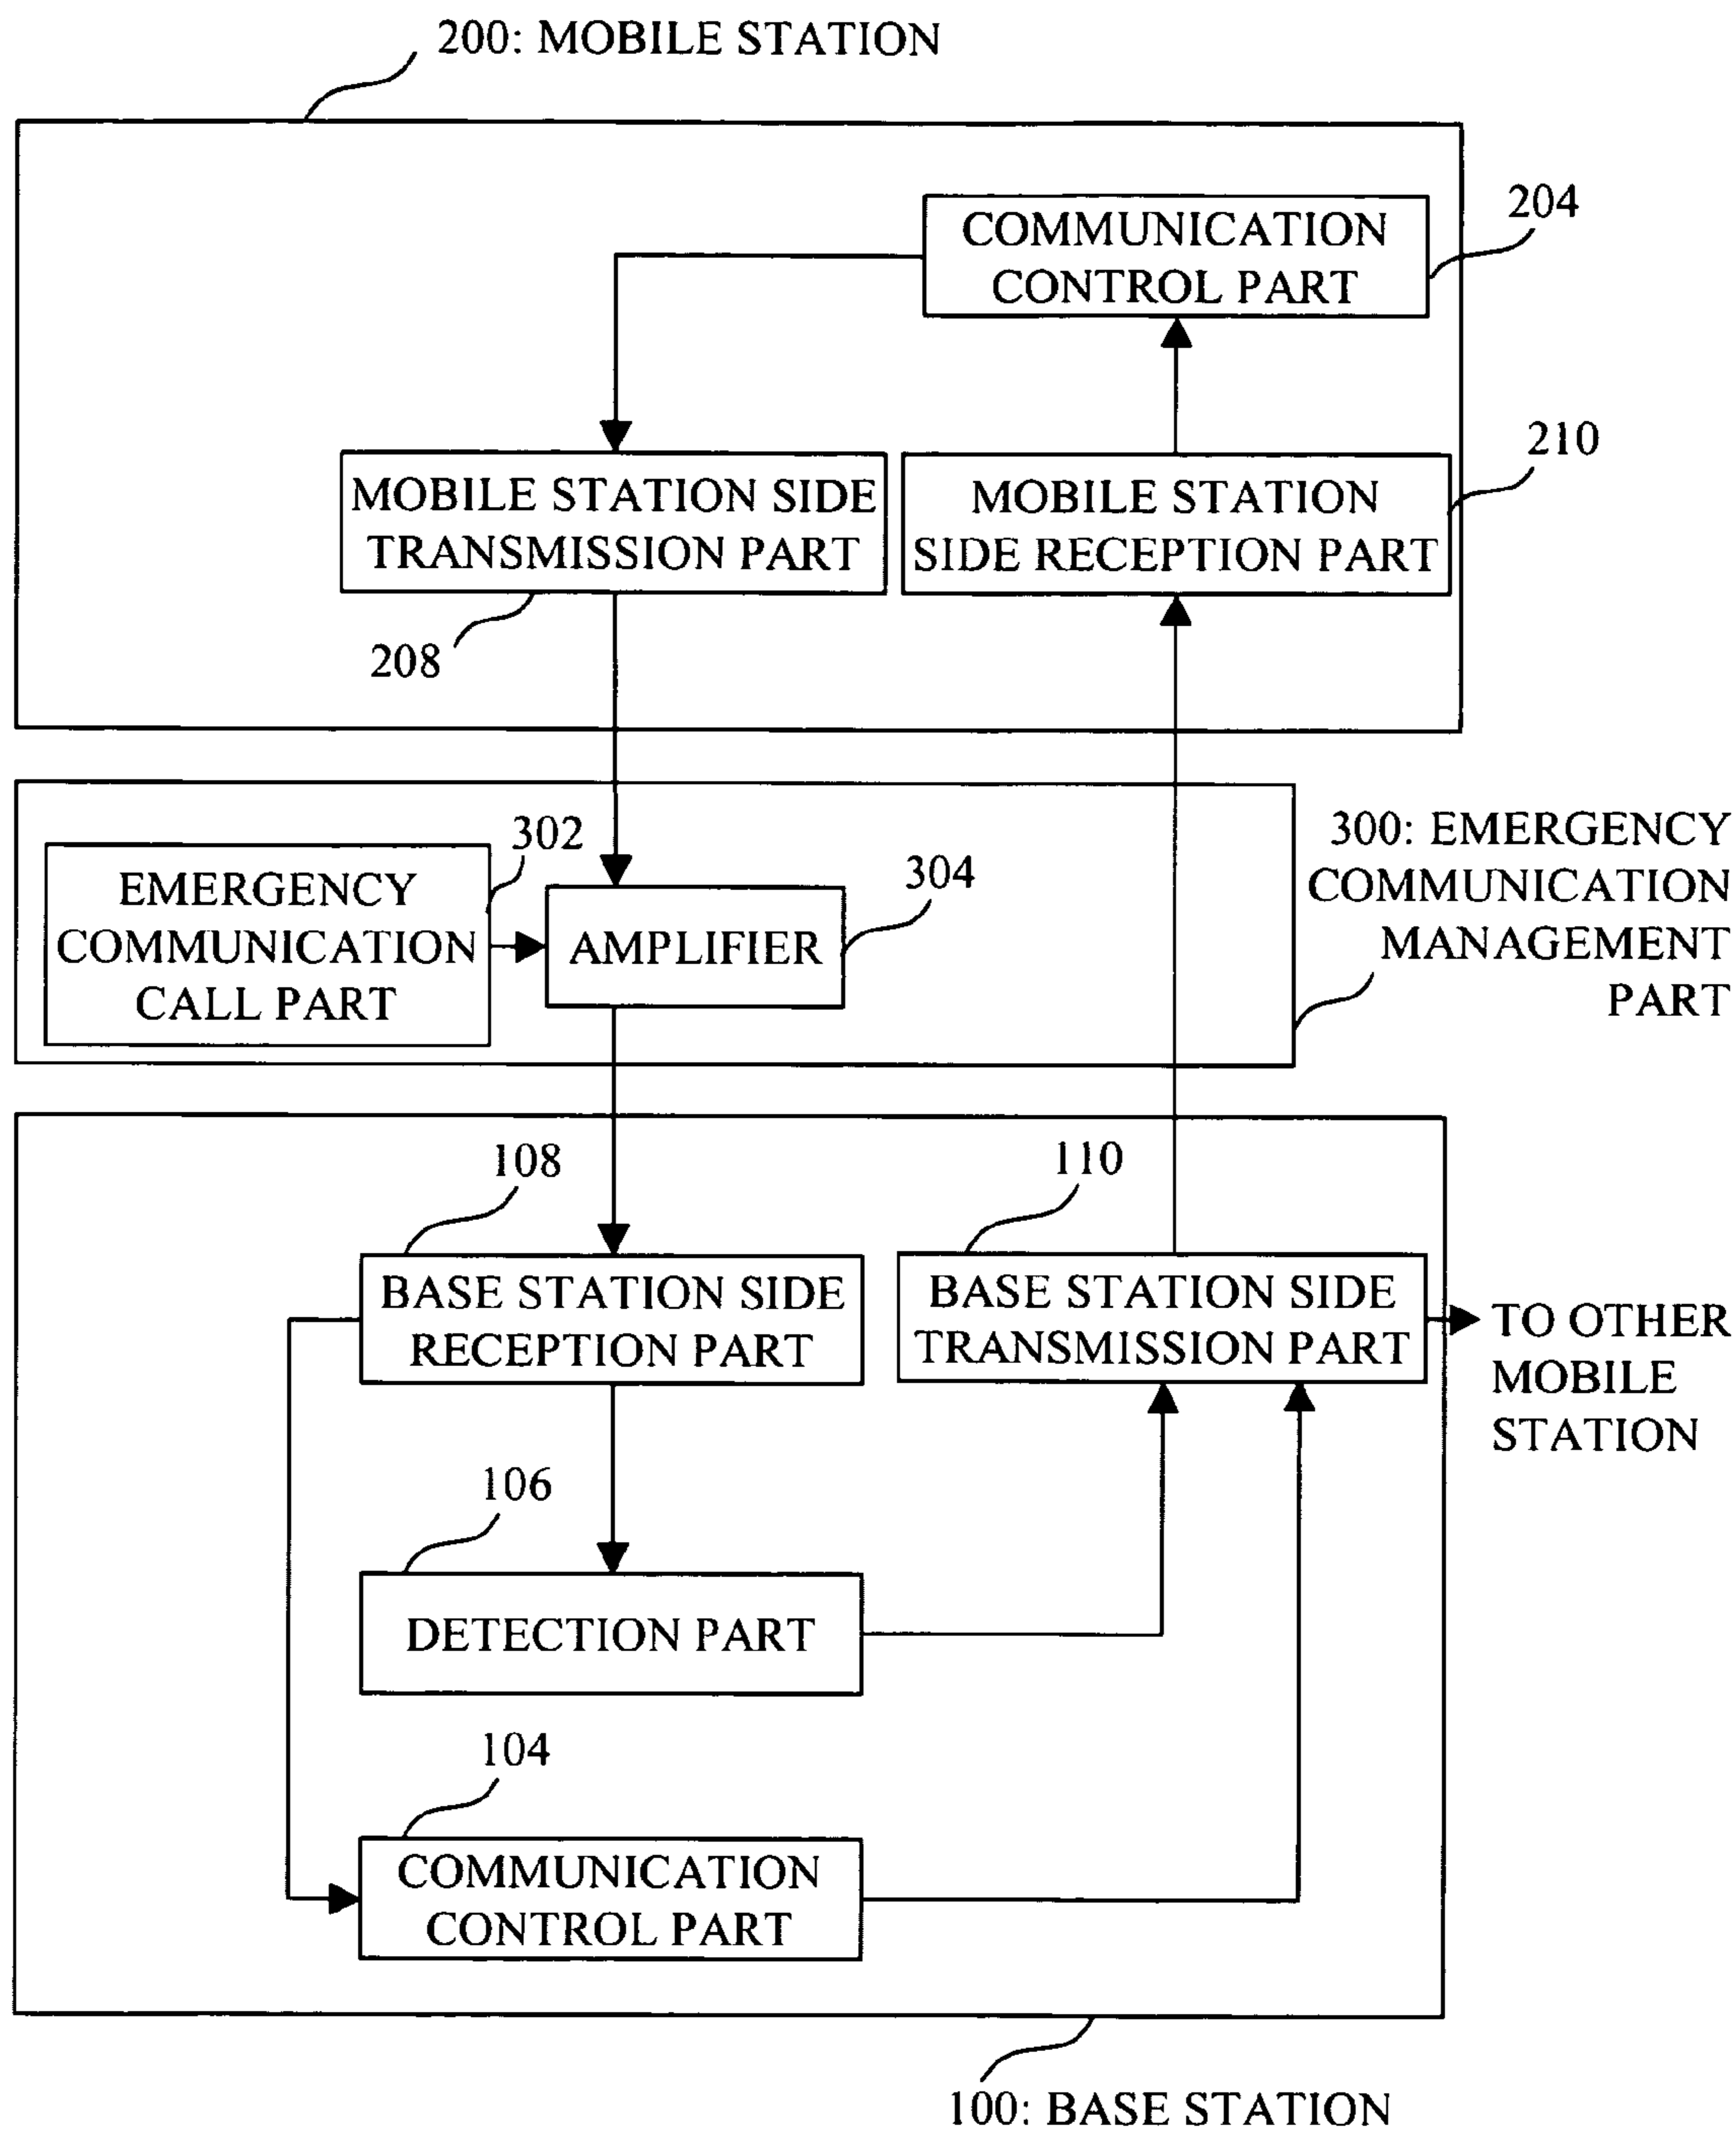 200: MOBILE STATION
204
COMMUNICATION
CONTROL PART
210
MOBILE STATION SIDE
TRANSMISSION PART
MOBILE STATION
SIDE RECEPTION PART
208
302
EMERGENCY
COMMUNICATION
CALL PART
304
AMPLIFIER
300: EMERGENCY
COMMUNICATION
MANAGEMENT
PART
108
110
BASE STATION SIDE
RECEPTION PART
BASE STATION SIDE
TRANSMISSION PART
TO OTHER
MOBILE
STATION
106
DETECTION PART
104
COMMUNICATION
CONTROL PART
100: BASE STATION